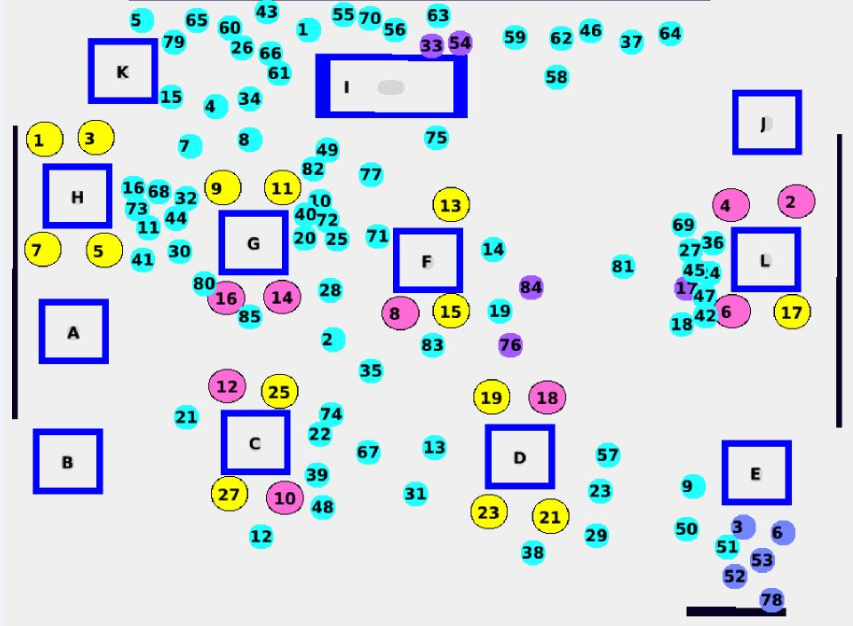 5 65 60 43 1 55 70 56 63
79 26 66 61 33 54 59 62 46 37 64
K 15 4 34 I 58
J
1 3 7 8 49 82 77 75
H 16 68 32 73 44 11 9 11 10 40 72 13 4 2
7 5 41 30 G 20 25 71 F 14 81 69 27 36 45 L
80 16 85 14 28 8 15 19 84 17 47 18 42 6 17
A 2 83 76
35
12 25 19 18
21 C 74 22 67 13 D 57
B 39 E
27 10 48 31 23 21 23 9
12 38 29 50 3 6
51 53
52
78